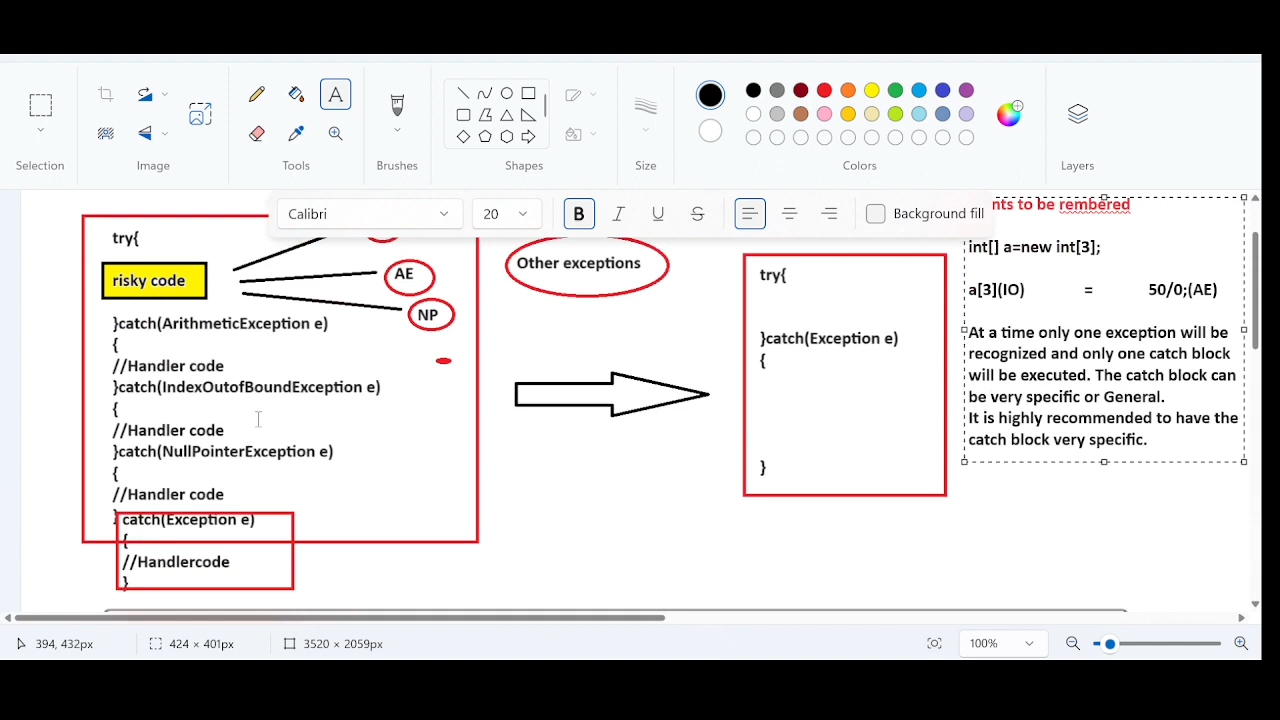 Selection
Image
Tools
Brushes
Shapes
Size
Colors
Layers
Calibri
20
B
I
U
S
Background fill
try{
risky code
AE
NP
}catch(ArithmeticException e)
{
//Handler code
}catch(IndexOutofBoundException e)
{
//Handler code
}catch(NullPointerException e)
{
//Handler code
} catch(Exception e)
{
//Handlercode
}
Other exceptions
try{
}catch(Exception e)
{
}
to be rembered
int[] a=new int[3];
a[3](IO) = 50/0;(AE)
At a time only one exception will be
recognized and only one catch block
will be executed. The catch block can
be very specific or General.
It is highly recommended to have the
catch block very specific.
394, 432px
424 × 401px
3520 × 2059px
100%